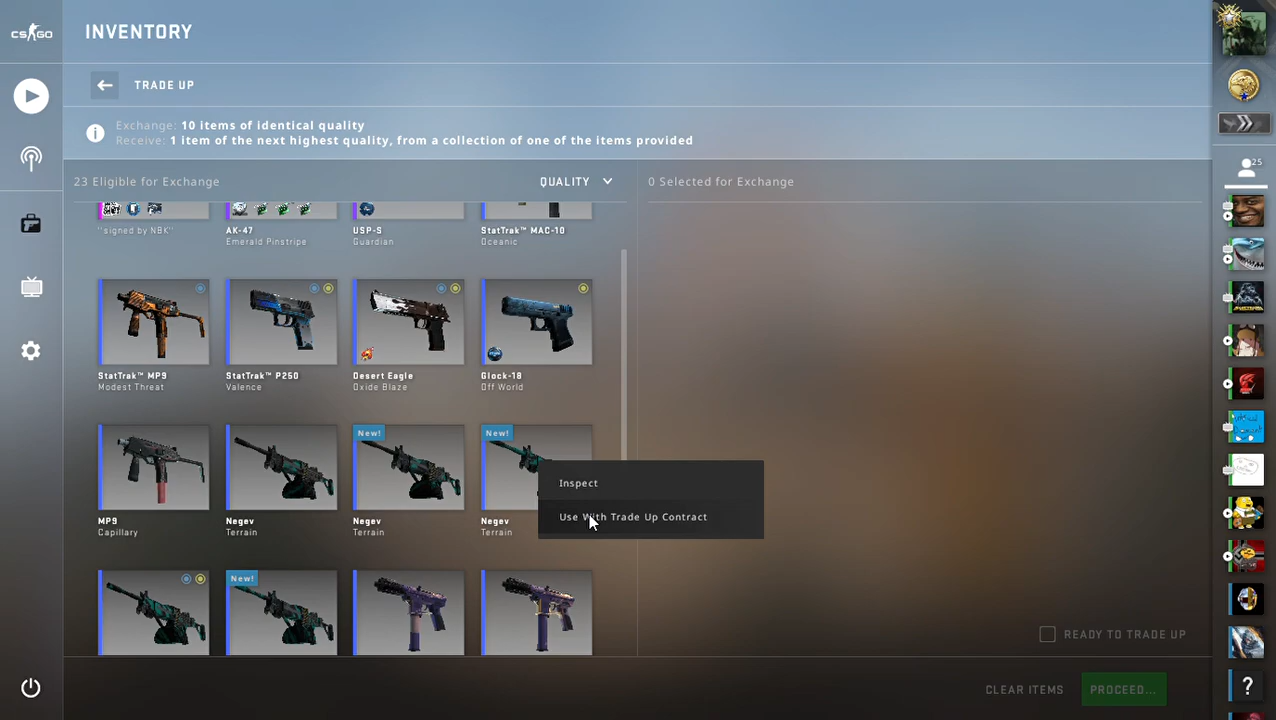 CS:GO
INVENTORY
TRADE UP
Exchange: 10 items of identical quality
Receive: 1 item of the next highest quality, from a collection of one of the items provided
23 Eligible for Exchange
QUALITY
0 Selected for Exchange
25
"signed by NBK"
AK-47
Emerald Pinstripe
USP-S
Guardian
StatTrak™ MAC-10
Oceanic
StatTrak™ MP9
Modest Threat
StatTrak™ P250
Valence
Desert Eagle
Oxide Blaze
Glock-18
Off World
New!
New!
MP9
Capillary
Negev
Terrain
Negev
Terrain
Negev
Terrain
Inspect
Use With Trade Up Contract
New!
READY TO TRADE UP
CLEAR ITEMS
PROCEED...
?